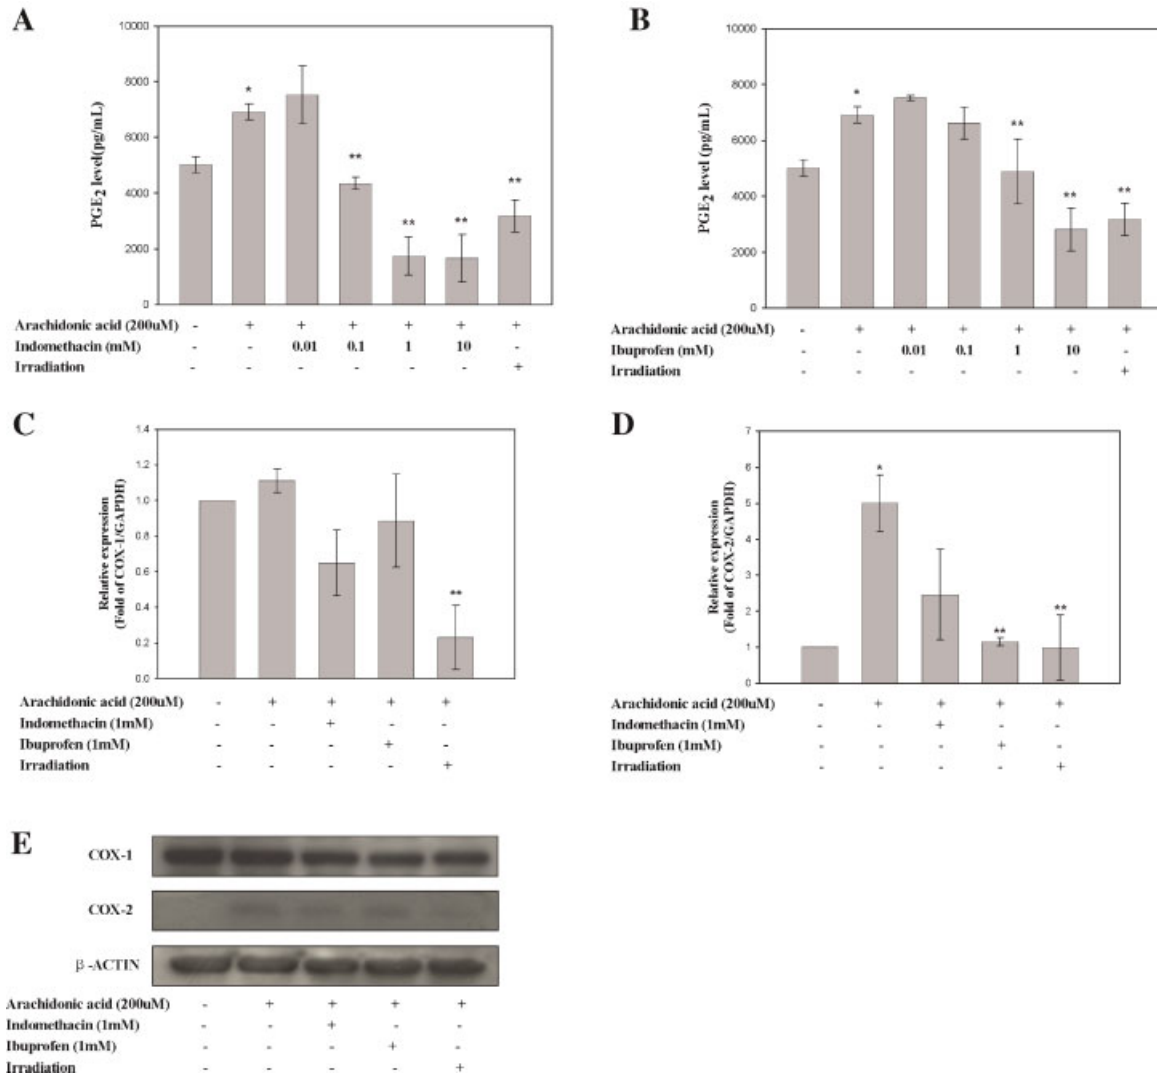 A
10000
8000
6000
4000
2000
0
PGE2 level(pg/mL)
*
**
**
**
**
Arachidonic acid (200uM) - + + + + + +
Indomethacin (mM) - - 0.01 0.1 1 10 -
Irradiation - - - - - - +
B
10000
8000
6000
4000
2000
0
PGE2 level (pg/mL)
*
**
**
**
Arachidonic acid (200uM) - + + + + + +
Ibuprofen (mM) - - 0.01 0.1 1 10 -
Irradiation - - - - - - +
C
1.4
1.2
1.0
0.8
0.6
0.4
0.2
0.0
Relative expression
(Fold of COX-1/GAPDH)
**
Arachidonic acid (200uM) - + + + +
Indomethacin (1mM) - - + - -
Ibuprofen (1mM) - - - + -
Irradiation - - - - +
D
7
6
5
4
3
2
1
0
Relative expression
(Fold of COX-2/GAPDH)
*
**
**
Arachidonic acid (200uM) - + + + +
Indomethacin (1mM) - - + - -
Ibuprofen (1mM) - - - + -
Irradiation - - - - +
E
COX-1
COX-2
β-ACTIN
Arachidonic acid (200uM) - + + + +
Indomethacin (1mM) - - + - -
Ibuprofen (1mM) - - - + -
Irradiation - - - - +